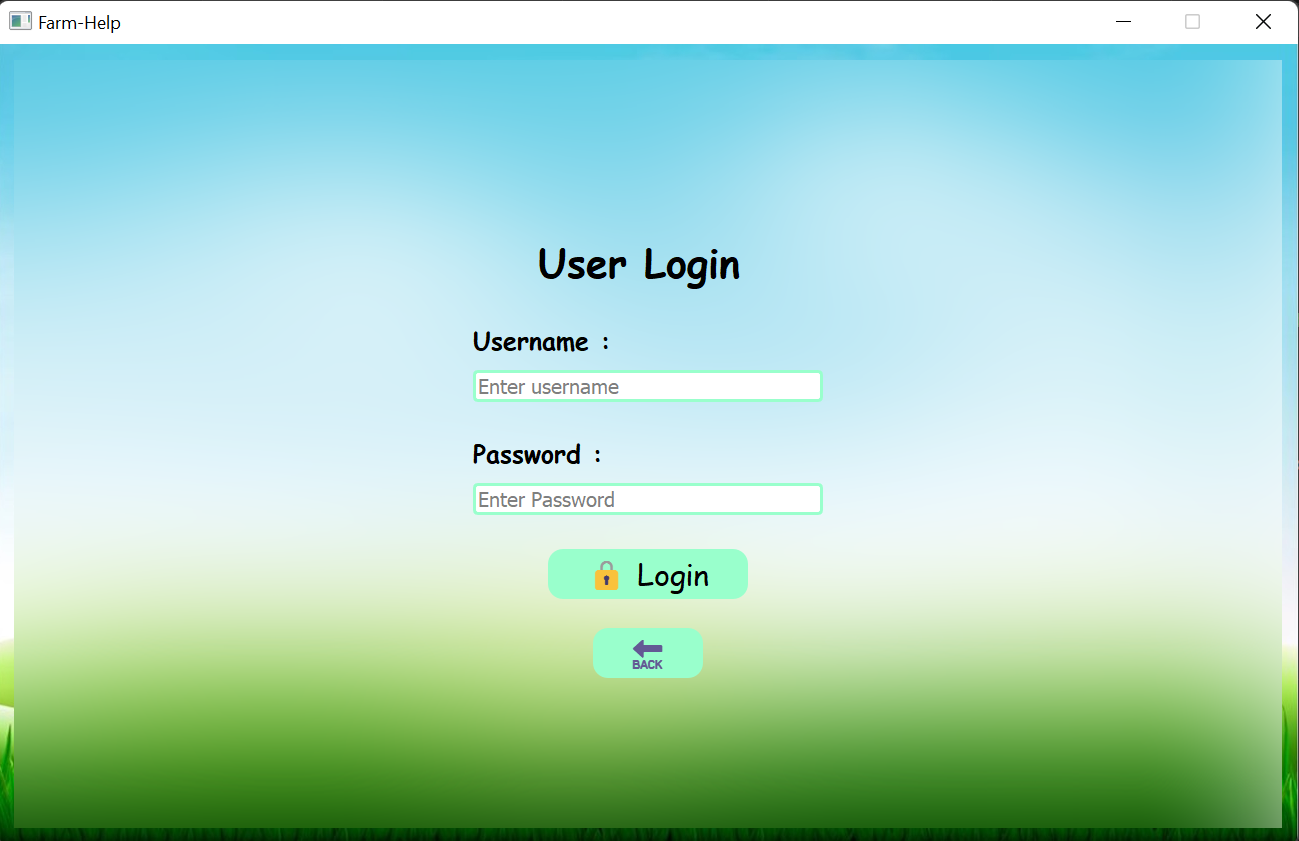 Farm-Help
User Login
Username :
Enter username
Password :
Enter Password
Login
BACK